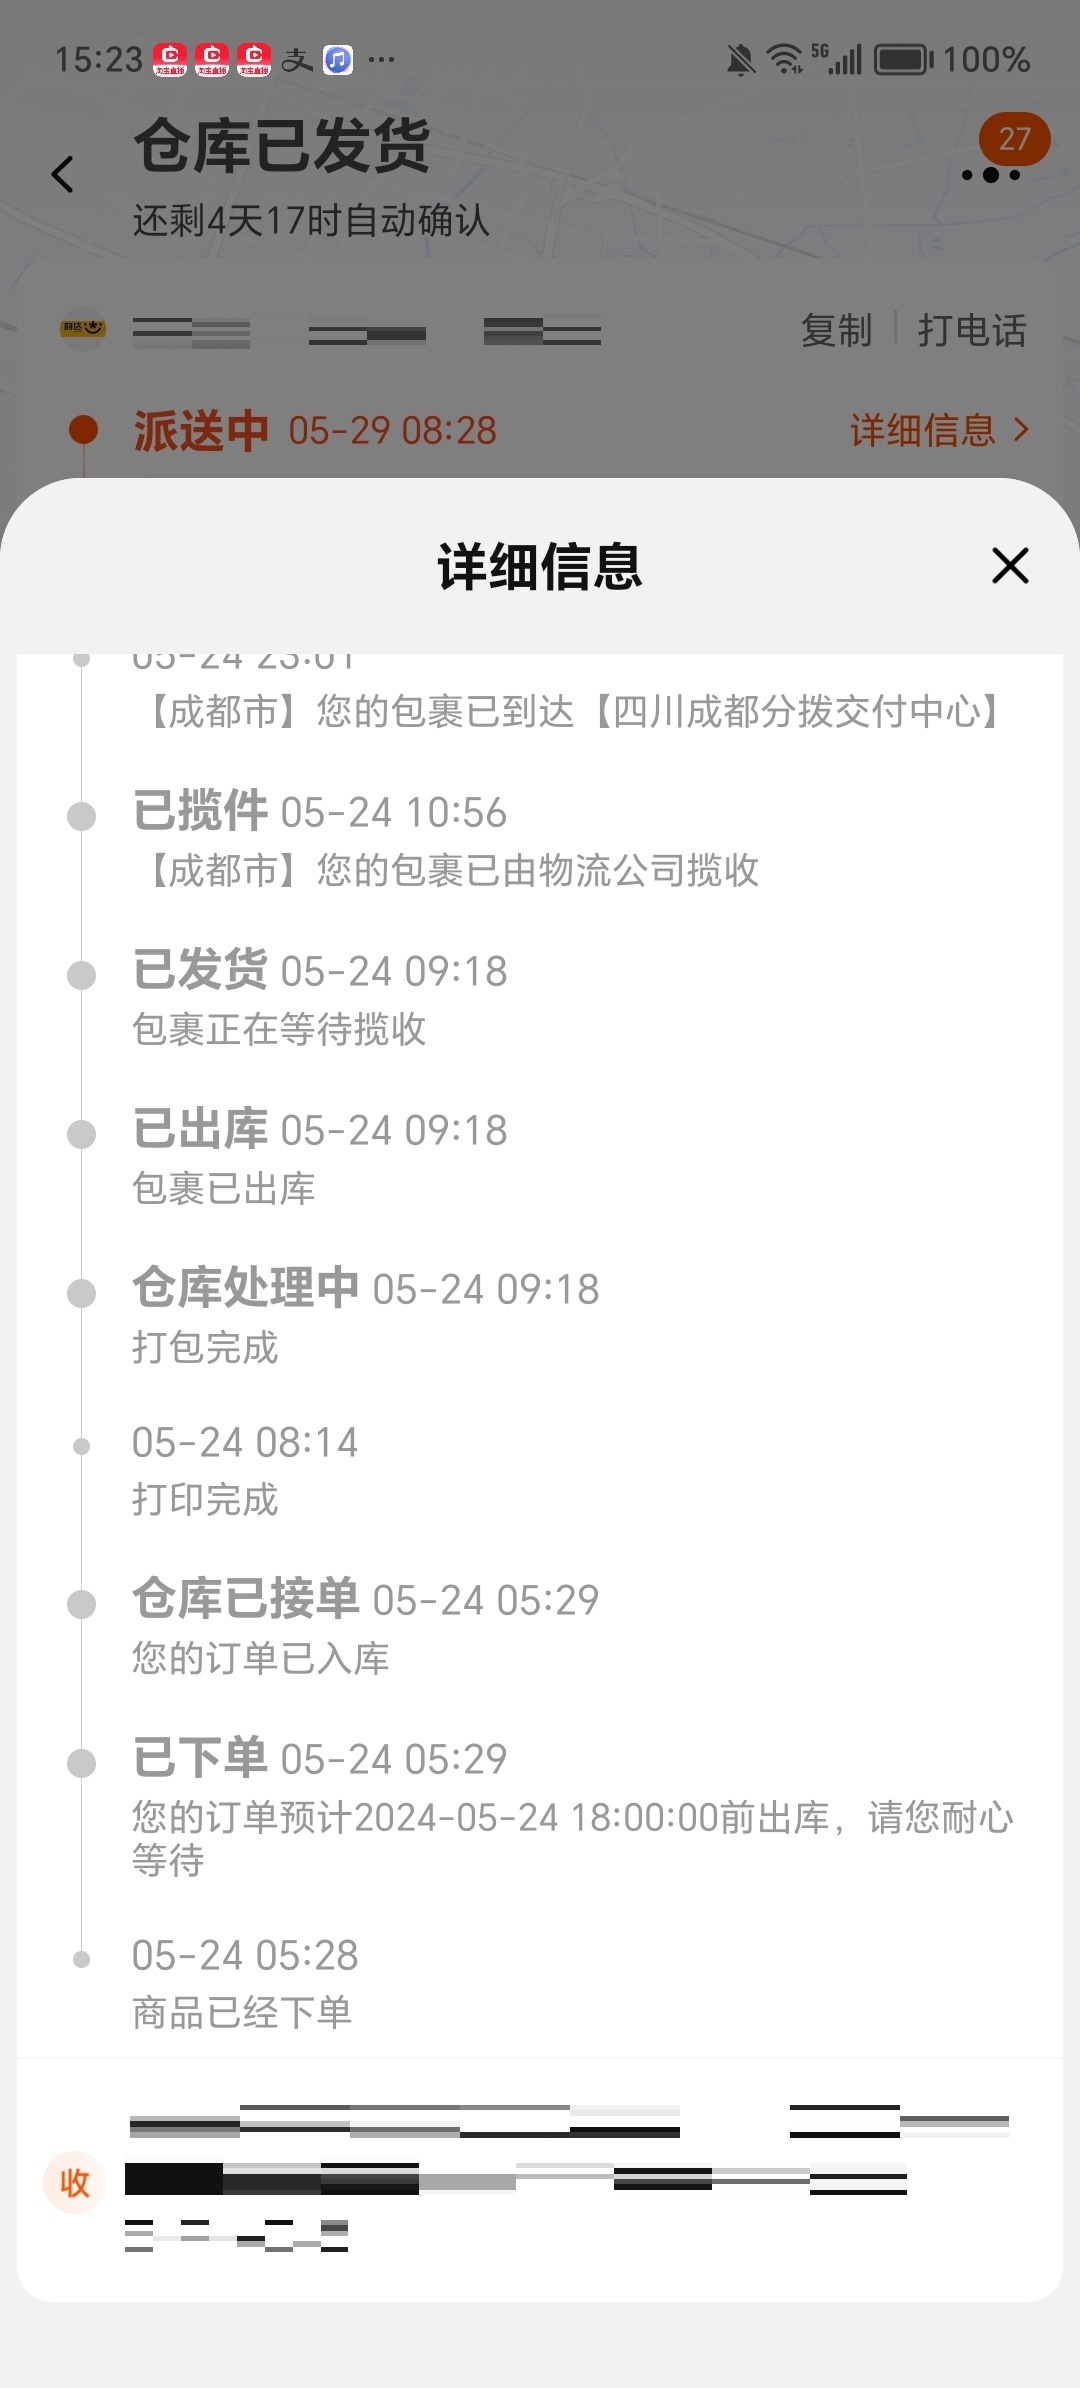 15:23
5G
100%
仓库已发货
27
还剩4天17时自动确认
韵达
复制
打电话
派送中 05-29 08:28
详细信息
详细信息
05-24 23:01
【成都市】您的包裹已到达【四川成都分拨交付中心】
已揽件 05-24 10:56
【成都市】您的包裹已由物流公司揽收
已发货 05-24 09:18
包裹正在等待揽收
已出库 05-24 09:18
包裹已出库
仓库处理中 05-24 09:18
打包完成
05-24 08:14
打印完成
仓库已接单 05-24 05:29
您的订单已入库
已下单 05-24 05:29
您的订单预计2024-05-24 18:00:00前出库，请您耐心
等待
05-24 05:28
商品已经下单
收